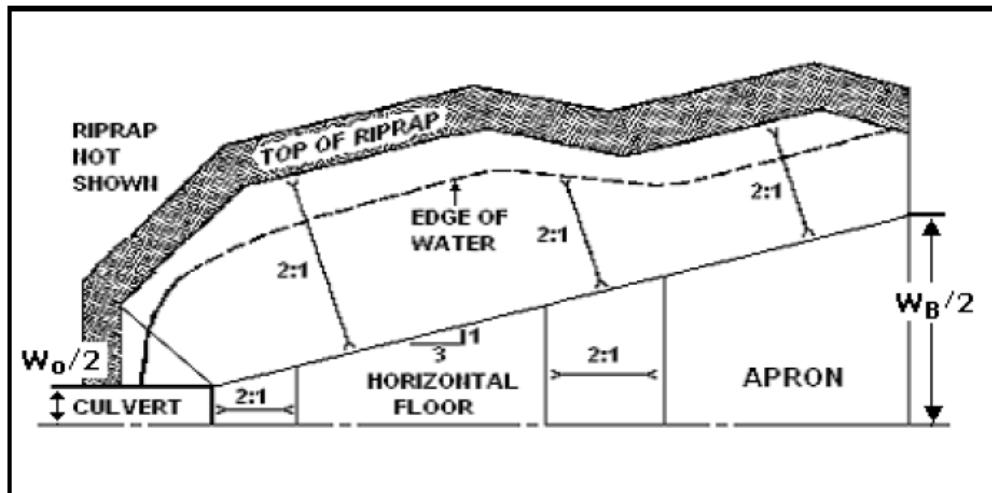 RIPRAP
NOT
SHOWN
TOP OF RIPRAP
EDGE OF
WATER
2:1
2:1
2:1
W₀/2
CULVERT
2:1
1
3
HORIZONTAL
FLOOR
2:1
APRON
W_B/2